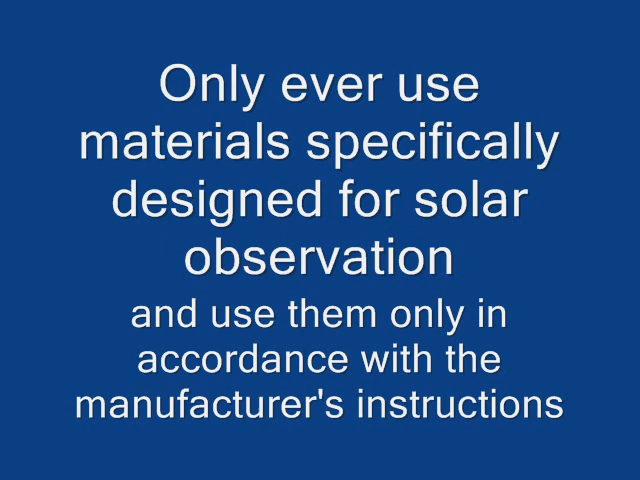 Only ever use
materials specifically
designed for solar
observation
and use them only in
accordance with the
manufacturer's instructions